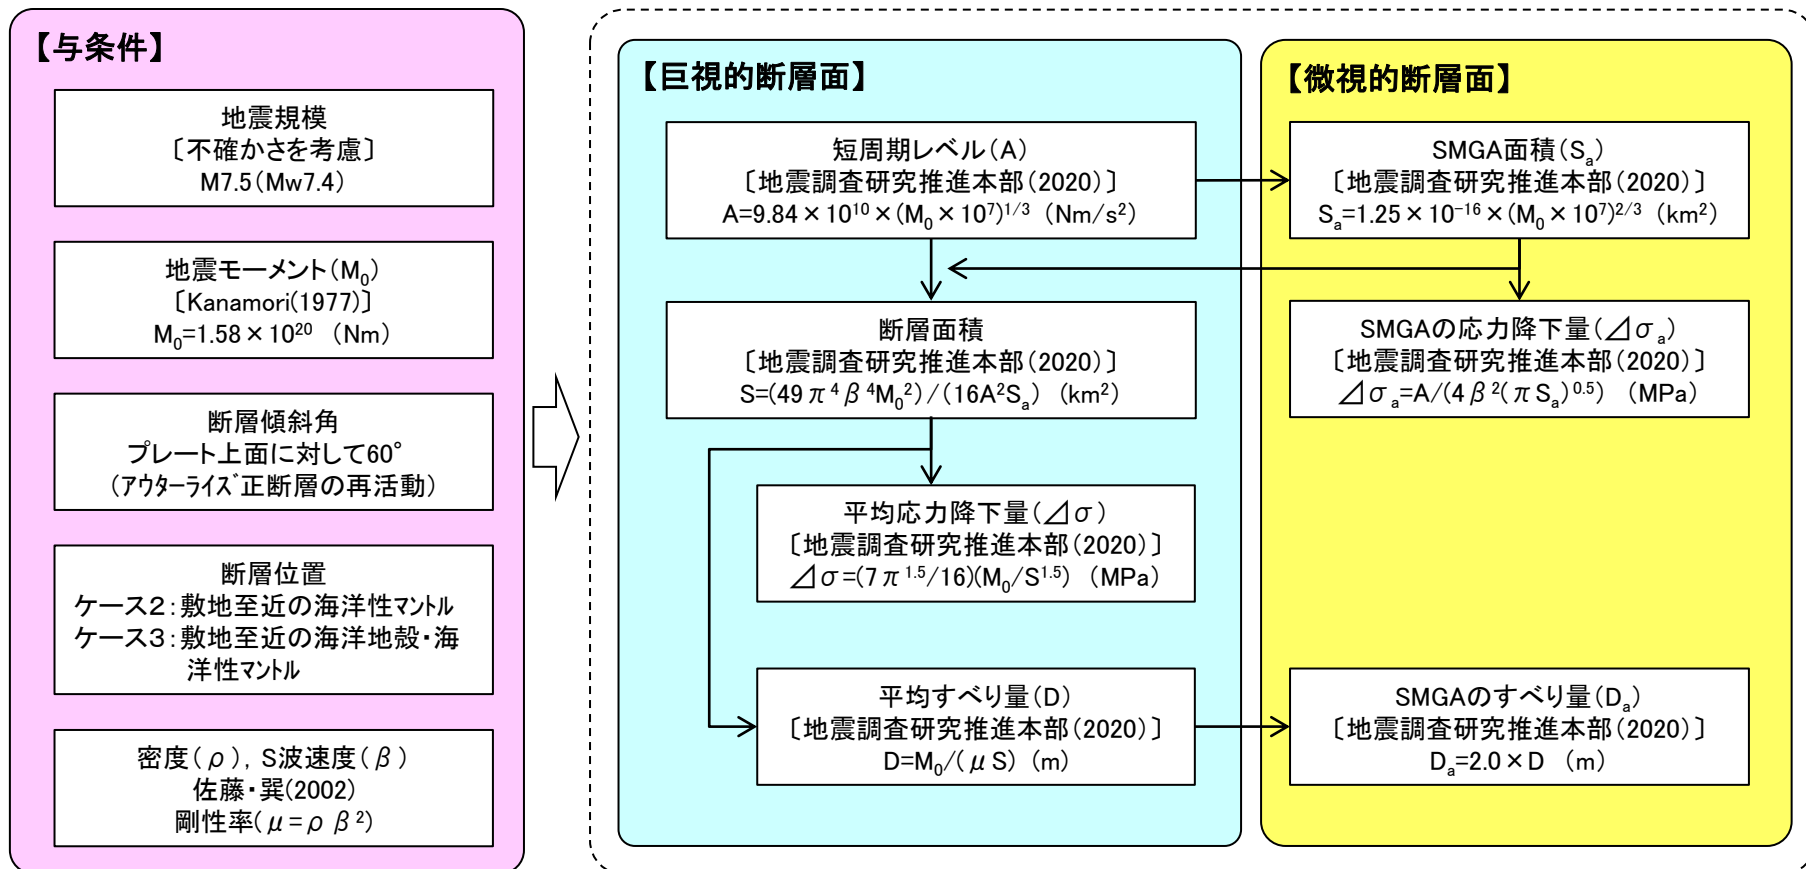 【与条件】
地震規模
〔不確かさを考慮〕
M7.5(Mw7.4)
地震モーメント(M₀)
〔Kanamori(1977)〕
M₀=1.58×10²⁰ (Nm)
断層傾斜角
プレート上面に対して60°
(アウターライズ正断層の再活動)
断層位置
ケース2:敷地至近の海洋性マントル
ケース3:敷地至近の海洋地殻・海
洋性マントル
密度(ρ), S波速度(β)
佐藤・巽(2002)
剛性率(μ=ρβ²)
【巨視的断層面】
短周期レベル(A)
〔地震調査研究推進本部(2020)〕
A=9.84×10¹⁰×(M₀×10⁷)¹ᐟ³ (Nm/s²)
断層面積
〔地震調査研究推進本部(2020)〕
S=(49π⁴β⁴M₀²)/(16A²Sₐ) (km²)
平均応力降下量(⊿σ)
〔地震調査研究推進本部(2020)〕
⊿σ=(7π¹·⁵/16)(M₀/S¹·⁵) (MPa)
平均すべり量(D)
〔地震調査研究推進本部(2020)〕
D=M₀/(μS) (m)
【微視的断層面】
SMGA面積(Sₐ)
〔地震調査研究推進本部(2020)〕
Sₐ=1.25×10⁻¹⁶×(M₀×10⁷)²ᐟ³ (km²)
SMGAの応力降下量(⊿σₐ)
〔地震調査研究推進本部(2020)〕
⊿σₐ=A/(4β²(πSₐ)⁰·⁵) (MPa)
SMGAのすべり量(Dₐ)
〔地震調査研究推進本部(2020)〕
Dₐ=2.0×D (m)